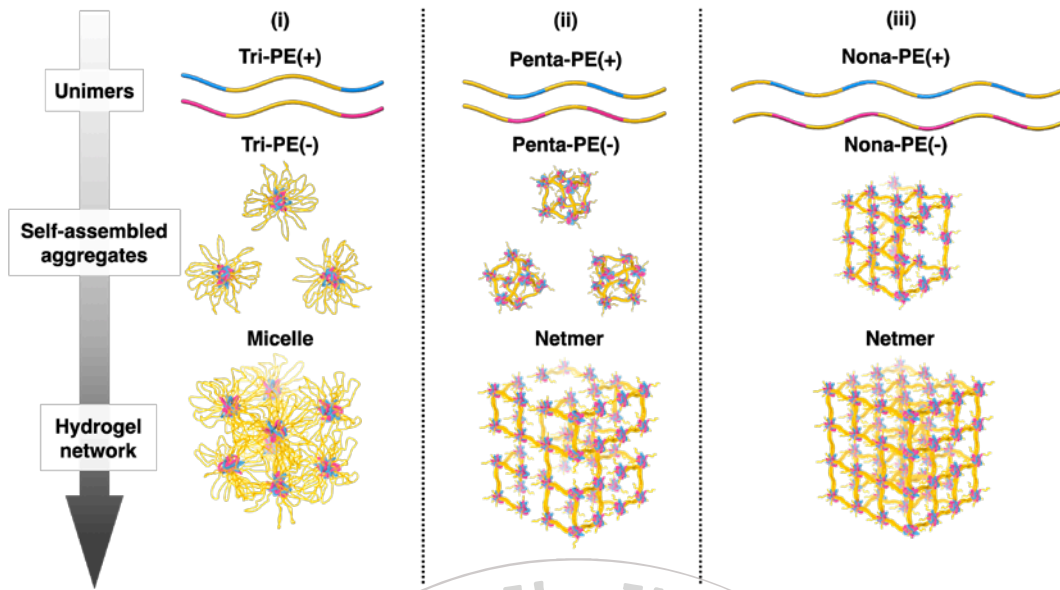 (i)
(ii)
(iii)
Tri-PE(+)
Penta-PE(+)
Nona-PE(+)
Unimers
Tri-PE(-)
Penta-PE(-)
Nona-PE(-)
Self-assembled
aggregates
Micelle
Netmer
Netmer
Hydrogel
network